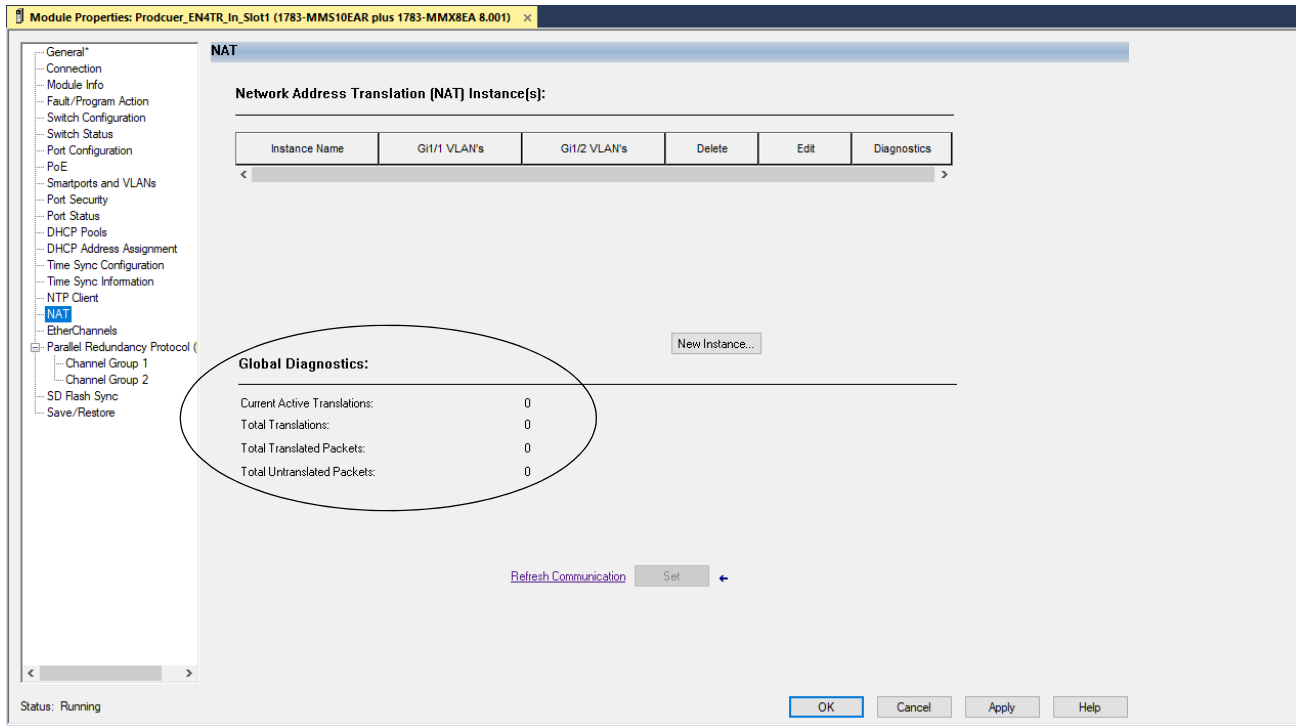 Module Properties: Prodcuer_EN4TR_In_Slot1 (1783-MMS10EAR plus 1783-MMX8EA 8.001) ×
General*
Connection
Module Info
Fault/Program Action
Switch Configuration
Switch Status
Port Configuration
PoE
Smartports and VLANs
Port Security
Port Status
DHCP Pools
DHCP Address Assignment
Time Sync Configuration
Time Sync Information
NTP Client
NAT
EtherChannels
Parallel Redundancy Protocol (
Channel Group 1
Channel Group 2
SD Flash Sync
Save/Restore
NAT
Network Address Translation (NAT) Instance(s):
Instance Name Gi1/1 VLAN's Gi1/2 VLAN's Delete Edit Diagnostics
New Instance...
Global Diagnostics:
Current Active Translations: 0
Total Translations: 0
Total Translated Packets: 0
Total Untranslated Packets: 0
Refresh Communication Set
Status: Running
OK Cancel Apply Help